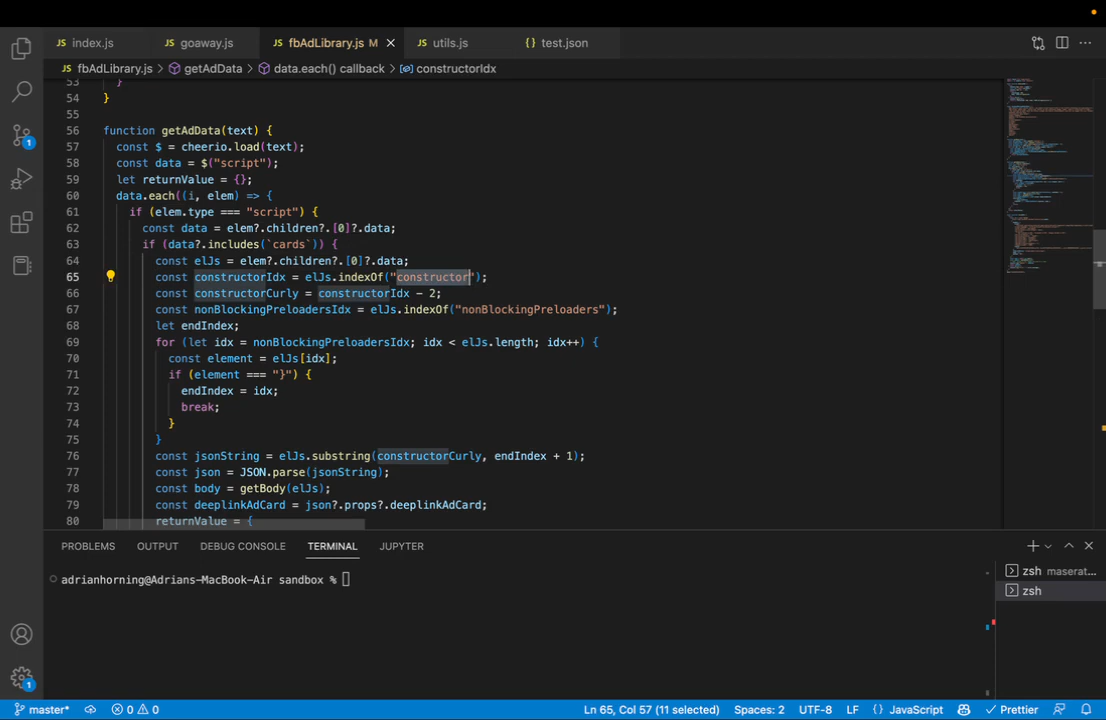 index.js goaway.js fbAdLibrary.js M utils.js test.json
fbAdLibrary.js > getAdData > data.each() callback > constructorIdx
53 }
54 }
55
56 function getAdData(text) {
57 const $ = cheerio.load(text);
58 const data = $("script");
59 let returnValue = {};
60 data.each((i, elem) => {
61 if (elem.type === "script") {
62 const data = elem?.children?.[0]?.data;
63 if (data?.includes(`cards`)) {
64 const elJs = elem?.children?.[0]?.data;
65 const constructorIdx = elJs.indexOf("constructor");
66 const constructorCurly = constructorIdx - 2;
67 const nonBlockingPreloadersIdx = elJs.indexOf("nonBlockingPreloaders");
68 let endIndex;
69 for (let idx = nonBlockingPreloadersIdx; idx < elJs.length; idx++) {
70 const element = elJs[idx];
71 if (element === "}") {
72 endIndex = idx;
73 break;
74 }
75 }
76 const jsonString = elJs.substring(constructorCurly, endIndex + 1);
77 const json = JSON.parse(jsonString);
78 const body = getBody(elJs);
79 const deeplinkAdCard = json?.props?.deeplinkAdCard;
80 returnValue = {
PROBLEMS OUTPUT DEBUG CONSOLE TERMINAL JUPYTER
adrianhorning@Adrians-MacBook-Air sandbox %
zsh maserat...
zsh
1
1
master* 0 0 Ln 65, Col 57 (11 selected) Spaces: 2 UTF-8 LF {} JavaScript Prettier